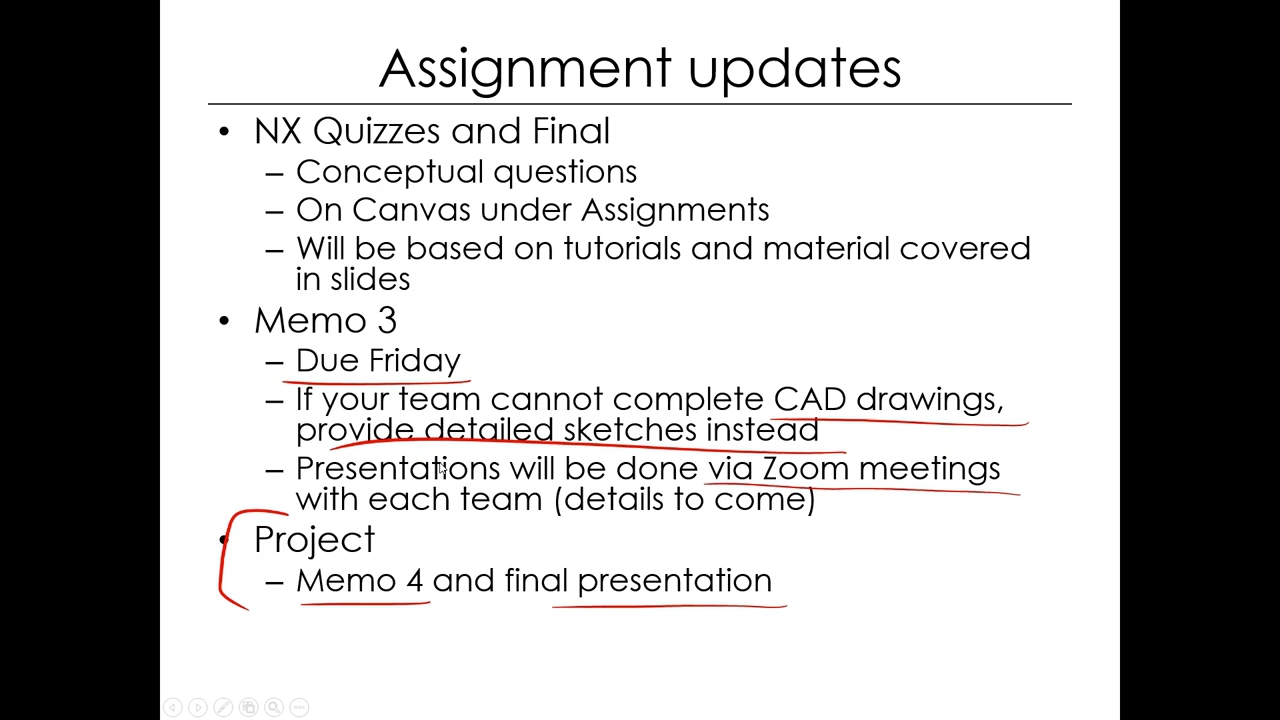 Assignment updates
• NX Quizzes and Final
– Conceptual questions
– On Canvas under Assignments
– Will be based on tutorials and material covered
in slides
• Memo 3
– Due Friday
– If your team cannot complete CAD drawings,
provide detailed sketches instead
– Presentations will be done via Zoom meetings
with each team (details to come)
• Project
– Memo 4 and final presentation